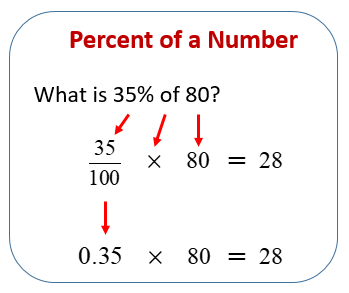 Percent of a Number
What is 35% of 80?
35/100 × 80 = 28
0.35 × 80 = 28